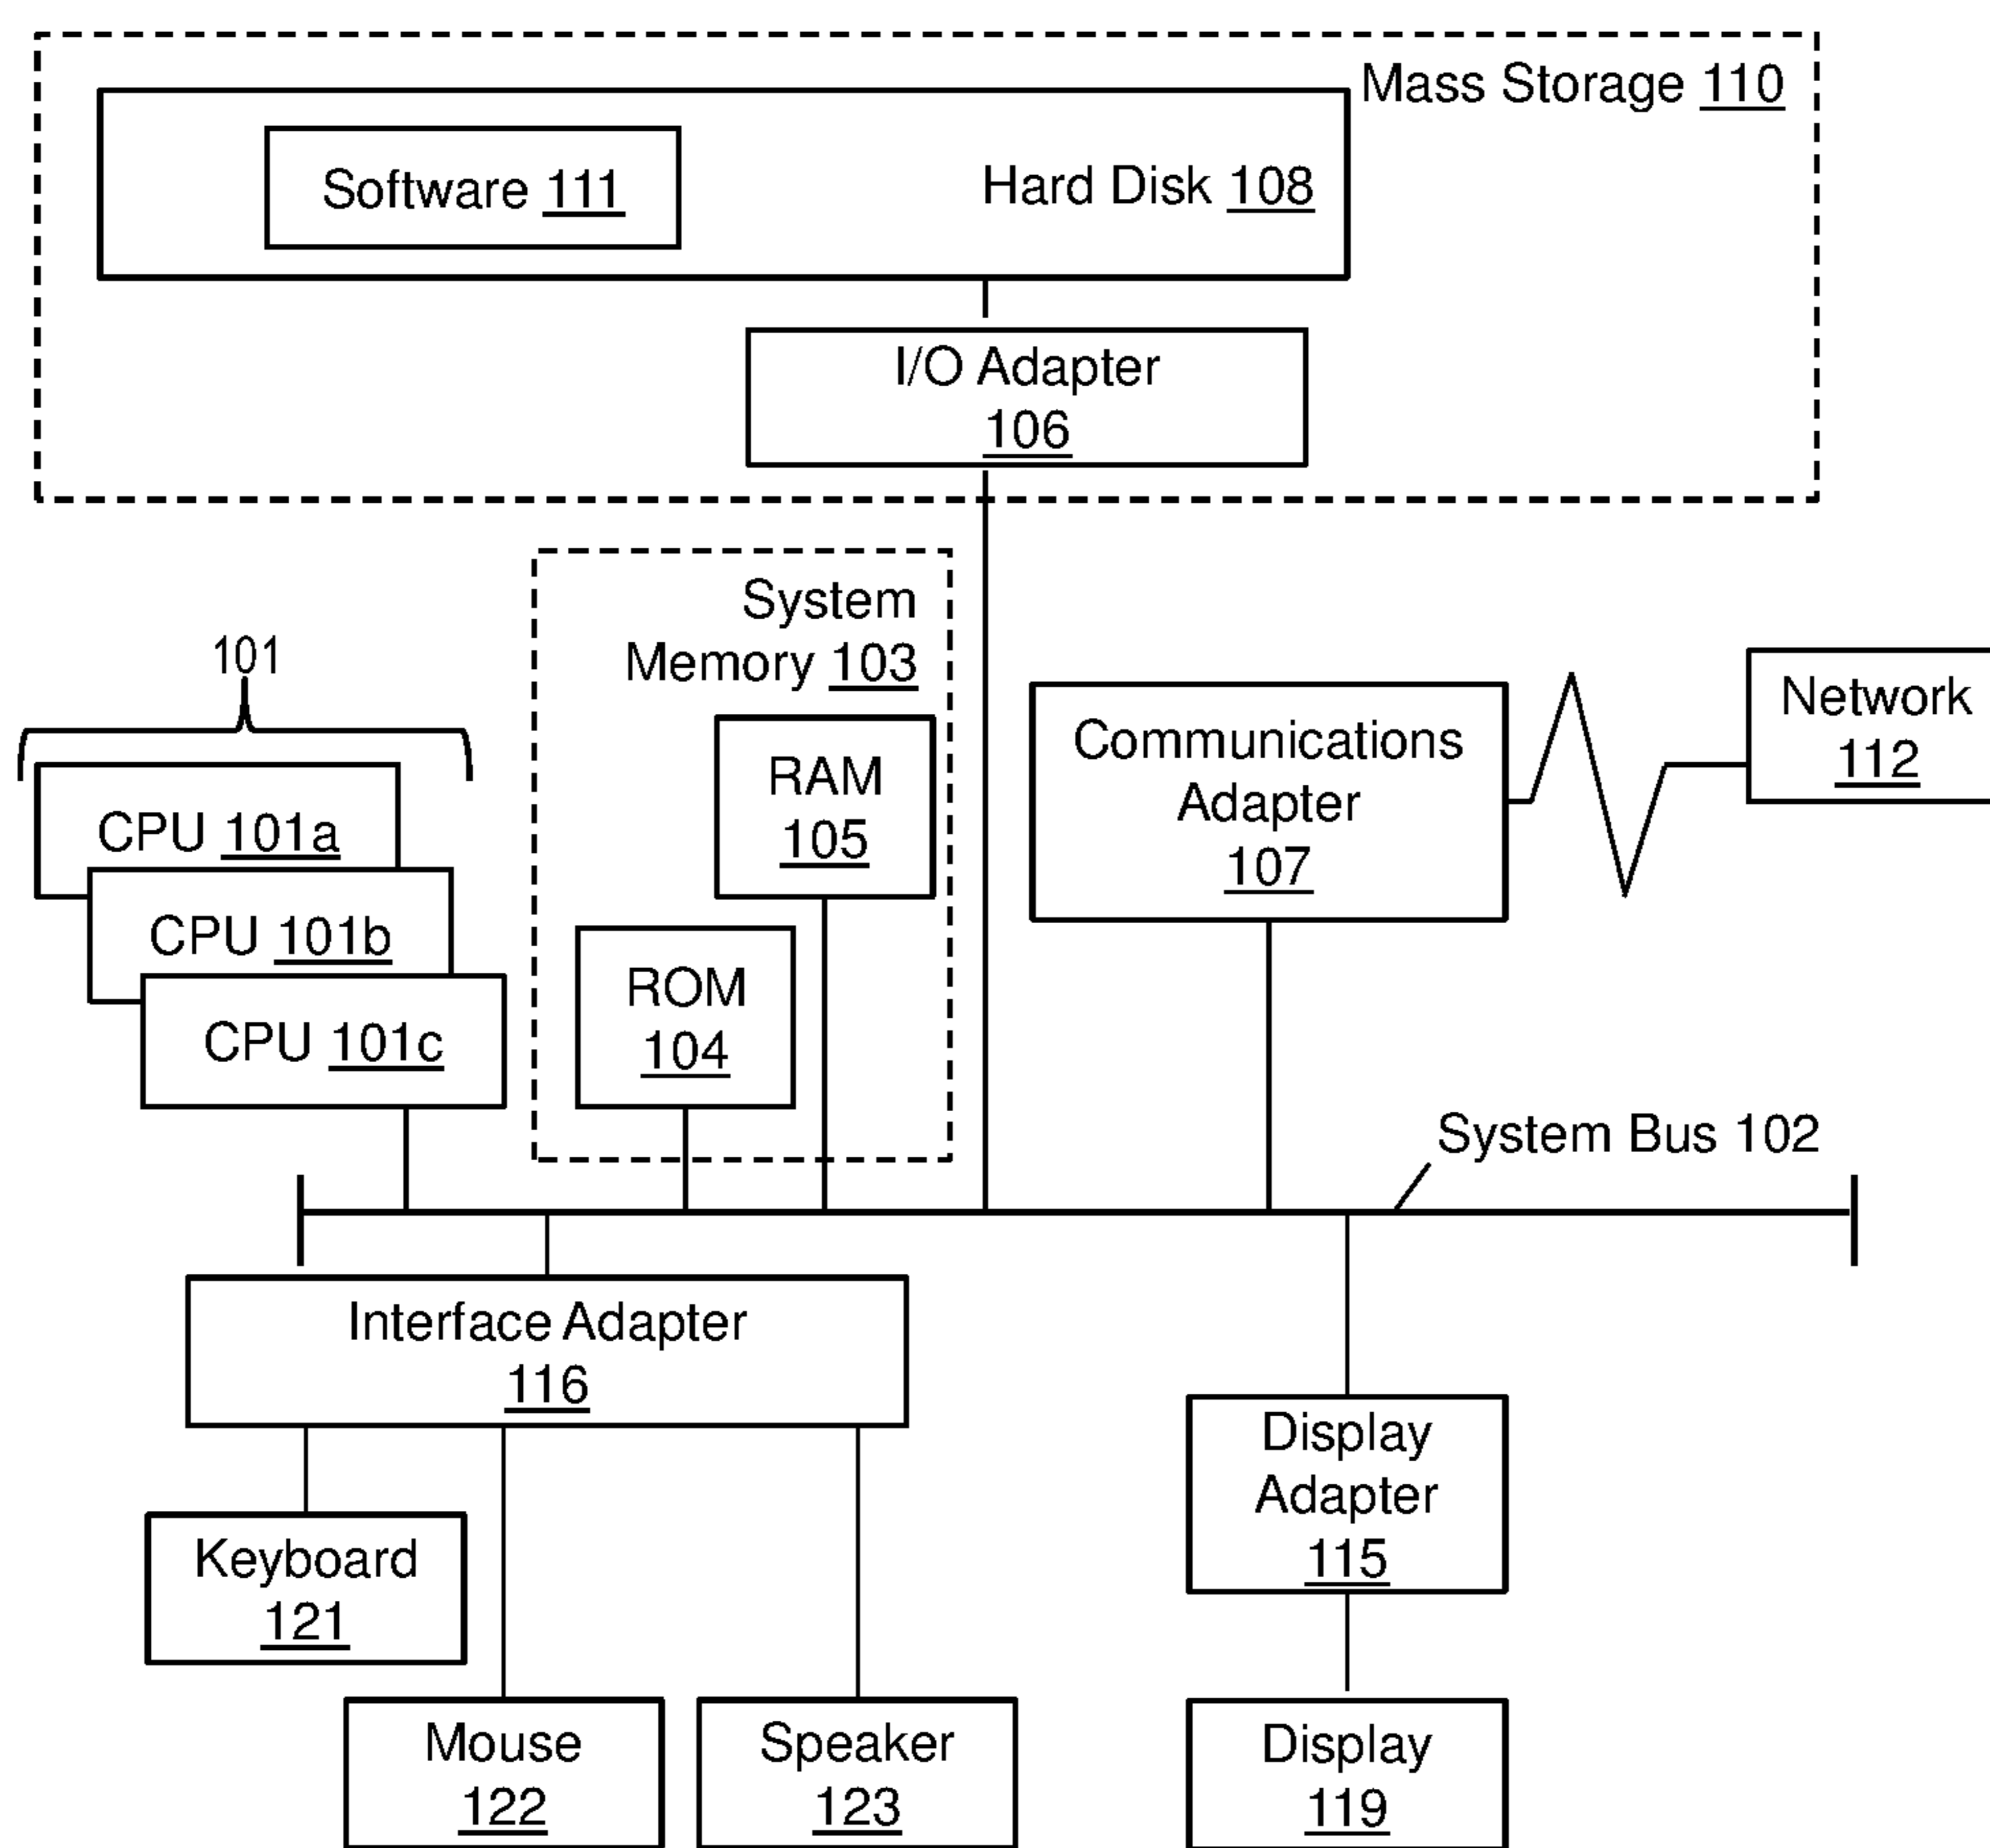 Mass Storage 110
Software 111
Hard Disk 108
I/O Adapter
106
System
Memory 103
101
RAM
105
Communications
Adapter
107
Network
112
CPU 101a
CPU 101b
CPU 101c
ROM
104
System Bus 102
Interface Adapter
116
Display
Adapter
115
Keyboard
121
Mouse
122
Speaker
123
Display
119